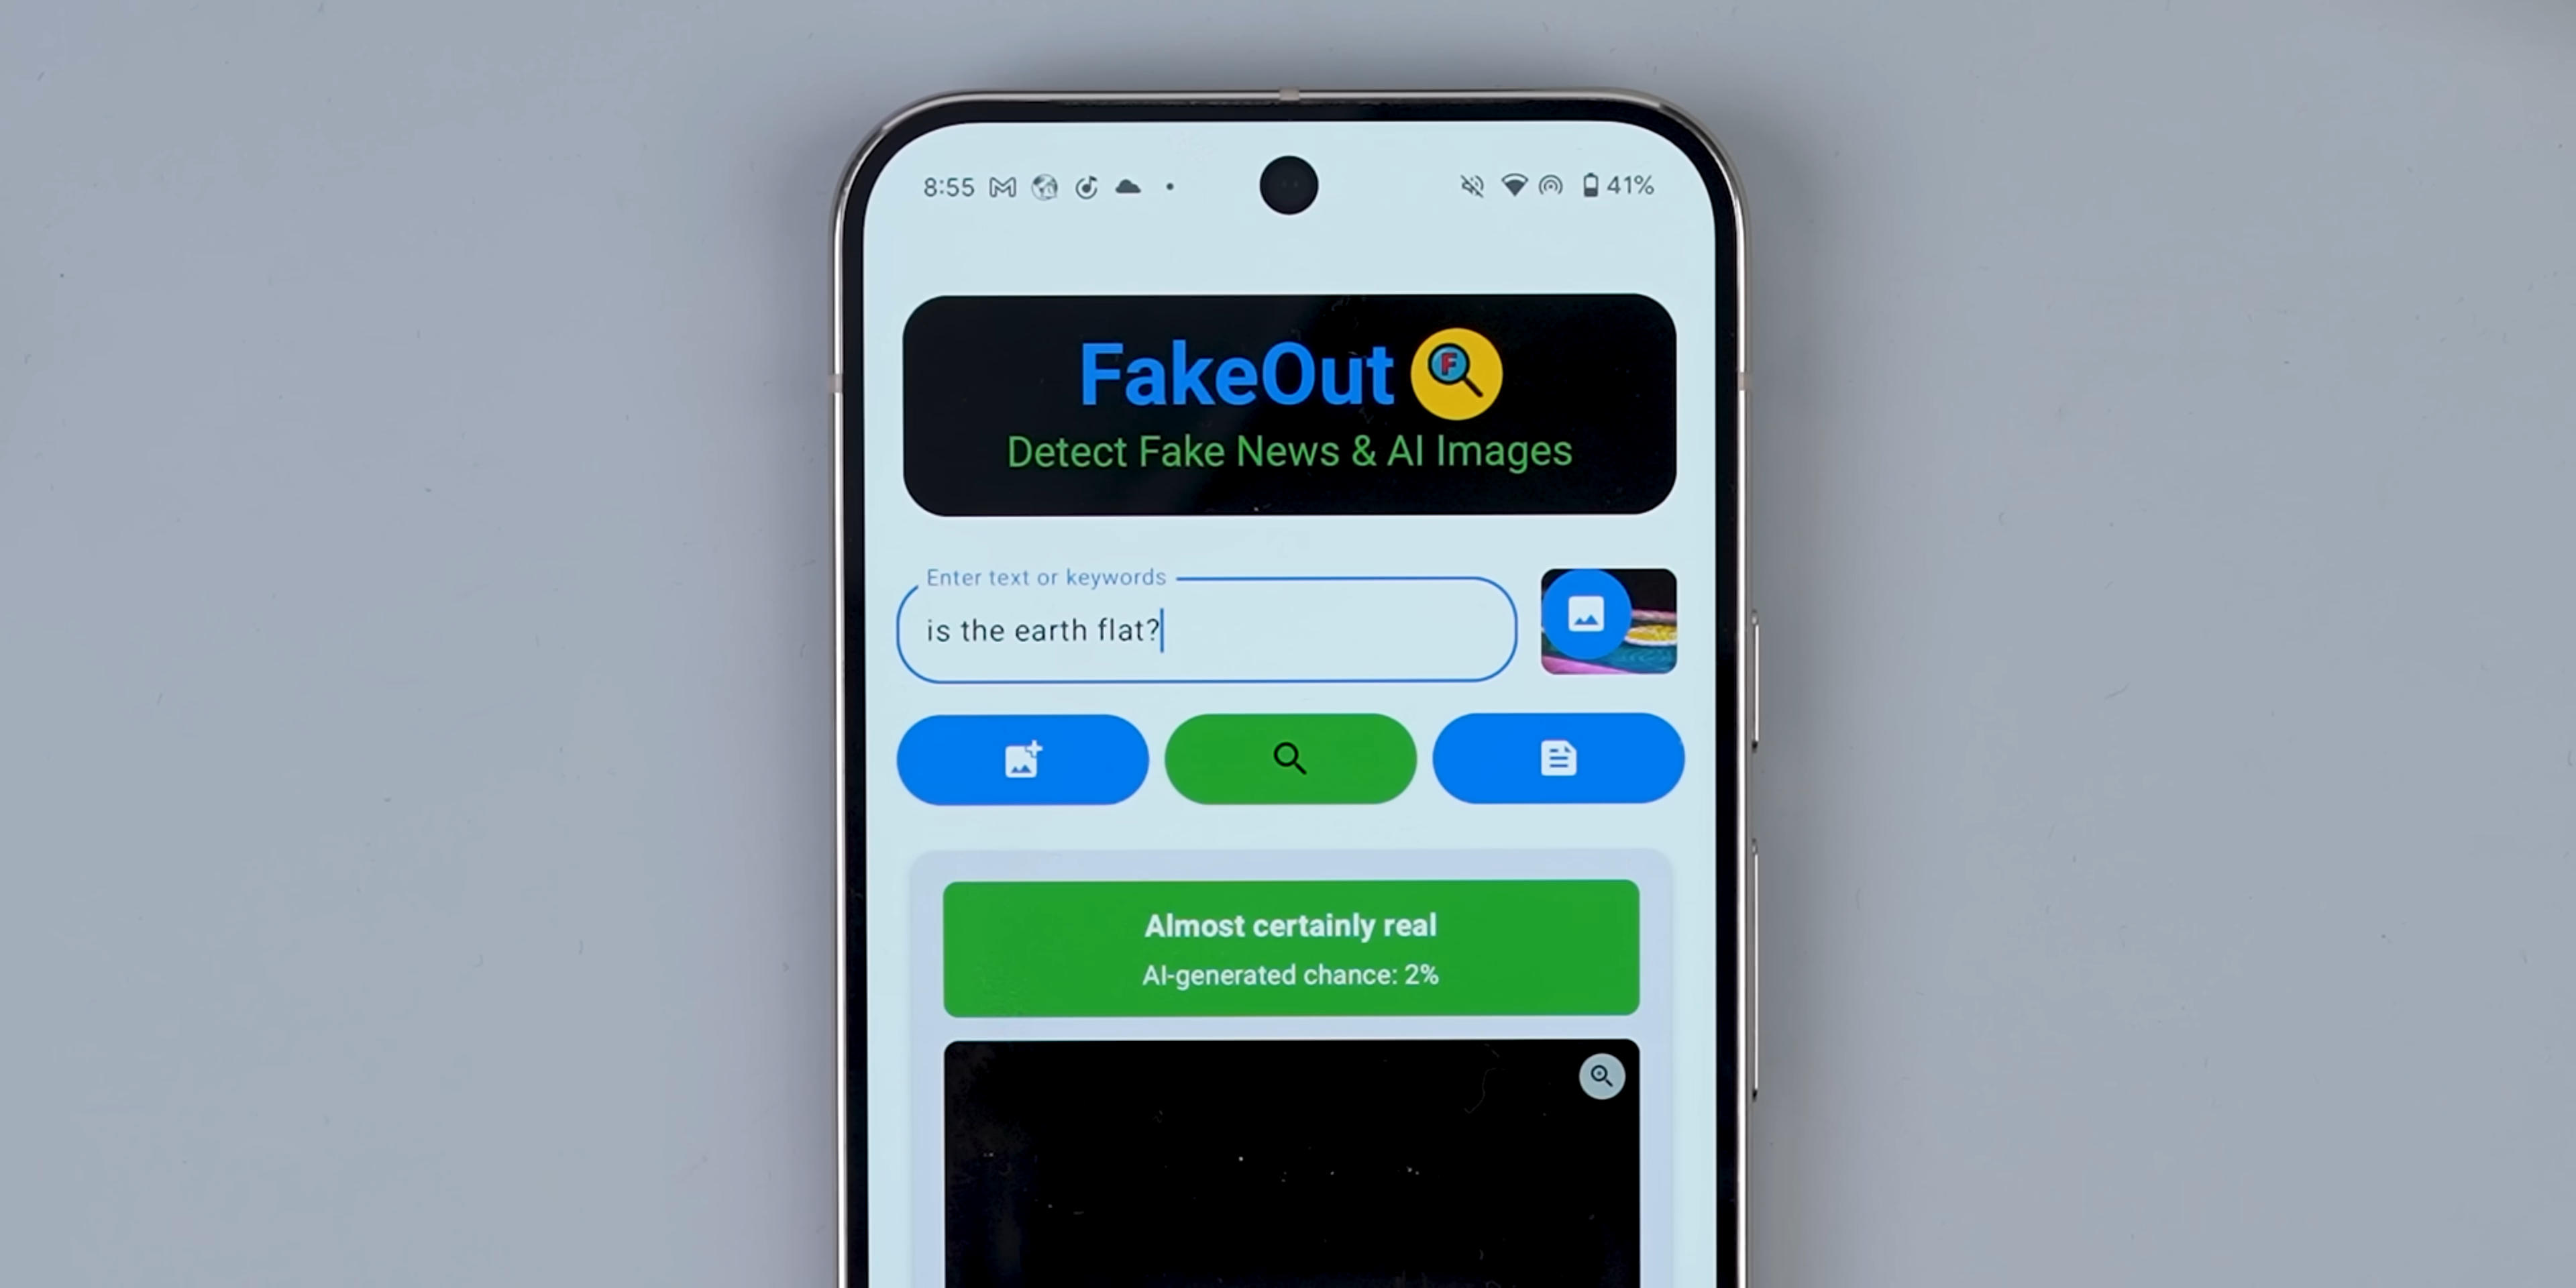 8:55 41%
FakeOut
F
Detect Fake News & AI Images
Enter text or keywords
is the earth flat?
Almost certainly real
AI-generated chance: 2%